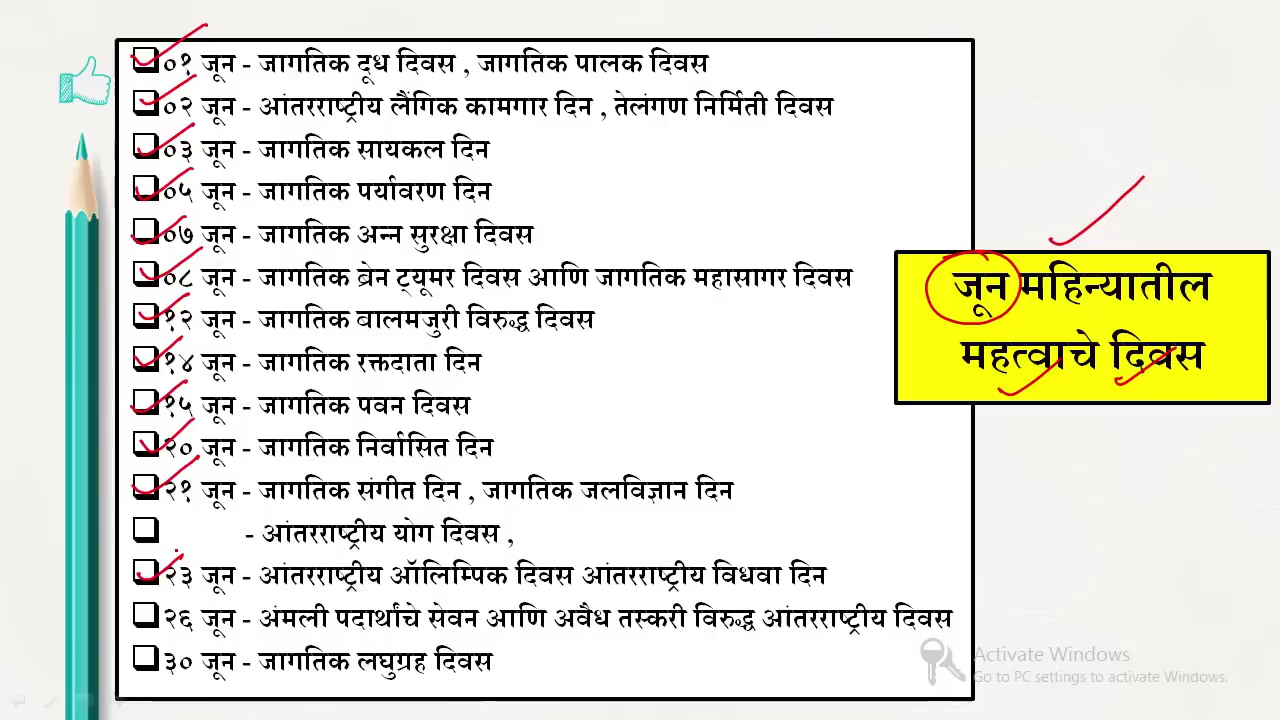 ०१ जून - जागतिक दूध दिवस , जागतिक पालक दिवस
०२ जून - आंतरराष्ट्रीय लैंगिक कामगार दिन , तेलंगण निर्मिती दिवस
०३ जून - जागतिक सायकल दिन
०५ जून - जागतिक पर्यावरण दिन
०७ जून - जागतिक अन्न सुरक्षा दिवस
०८ जून - जागतिक ब्रेन ट्यूमर दिवस आणि जागतिक महासागर दिवस
१२ जून - जागतिक बालमजुरी विरुद्ध दिवस
१४ जून - जागतिक रक्तदाता दिन
१५ जून - जागतिक पवन दिवस
२० जून - जागतिक निर्वासित दिन
२१ जून - जागतिक संगीत दिन , जागतिक जलविज्ञान दिन
- आंतरराष्ट्रीय योग दिवस ,
२३ जून - आंतरराष्ट्रीय ऑलिम्पिक दिवस आंतरराष्ट्रीय विधवा दिन
२६ जून - अंमली पदार्थांचे सेवन आणि अवैध तस्करी विरुद्ध आंतरराष्ट्रीय दिवस
३० जून - जागतिक लघुग्रह दिवस
जून महिन्यातील
महत्वाचे दिवस
Activate Windows
Go to PC settings to activate Windows.